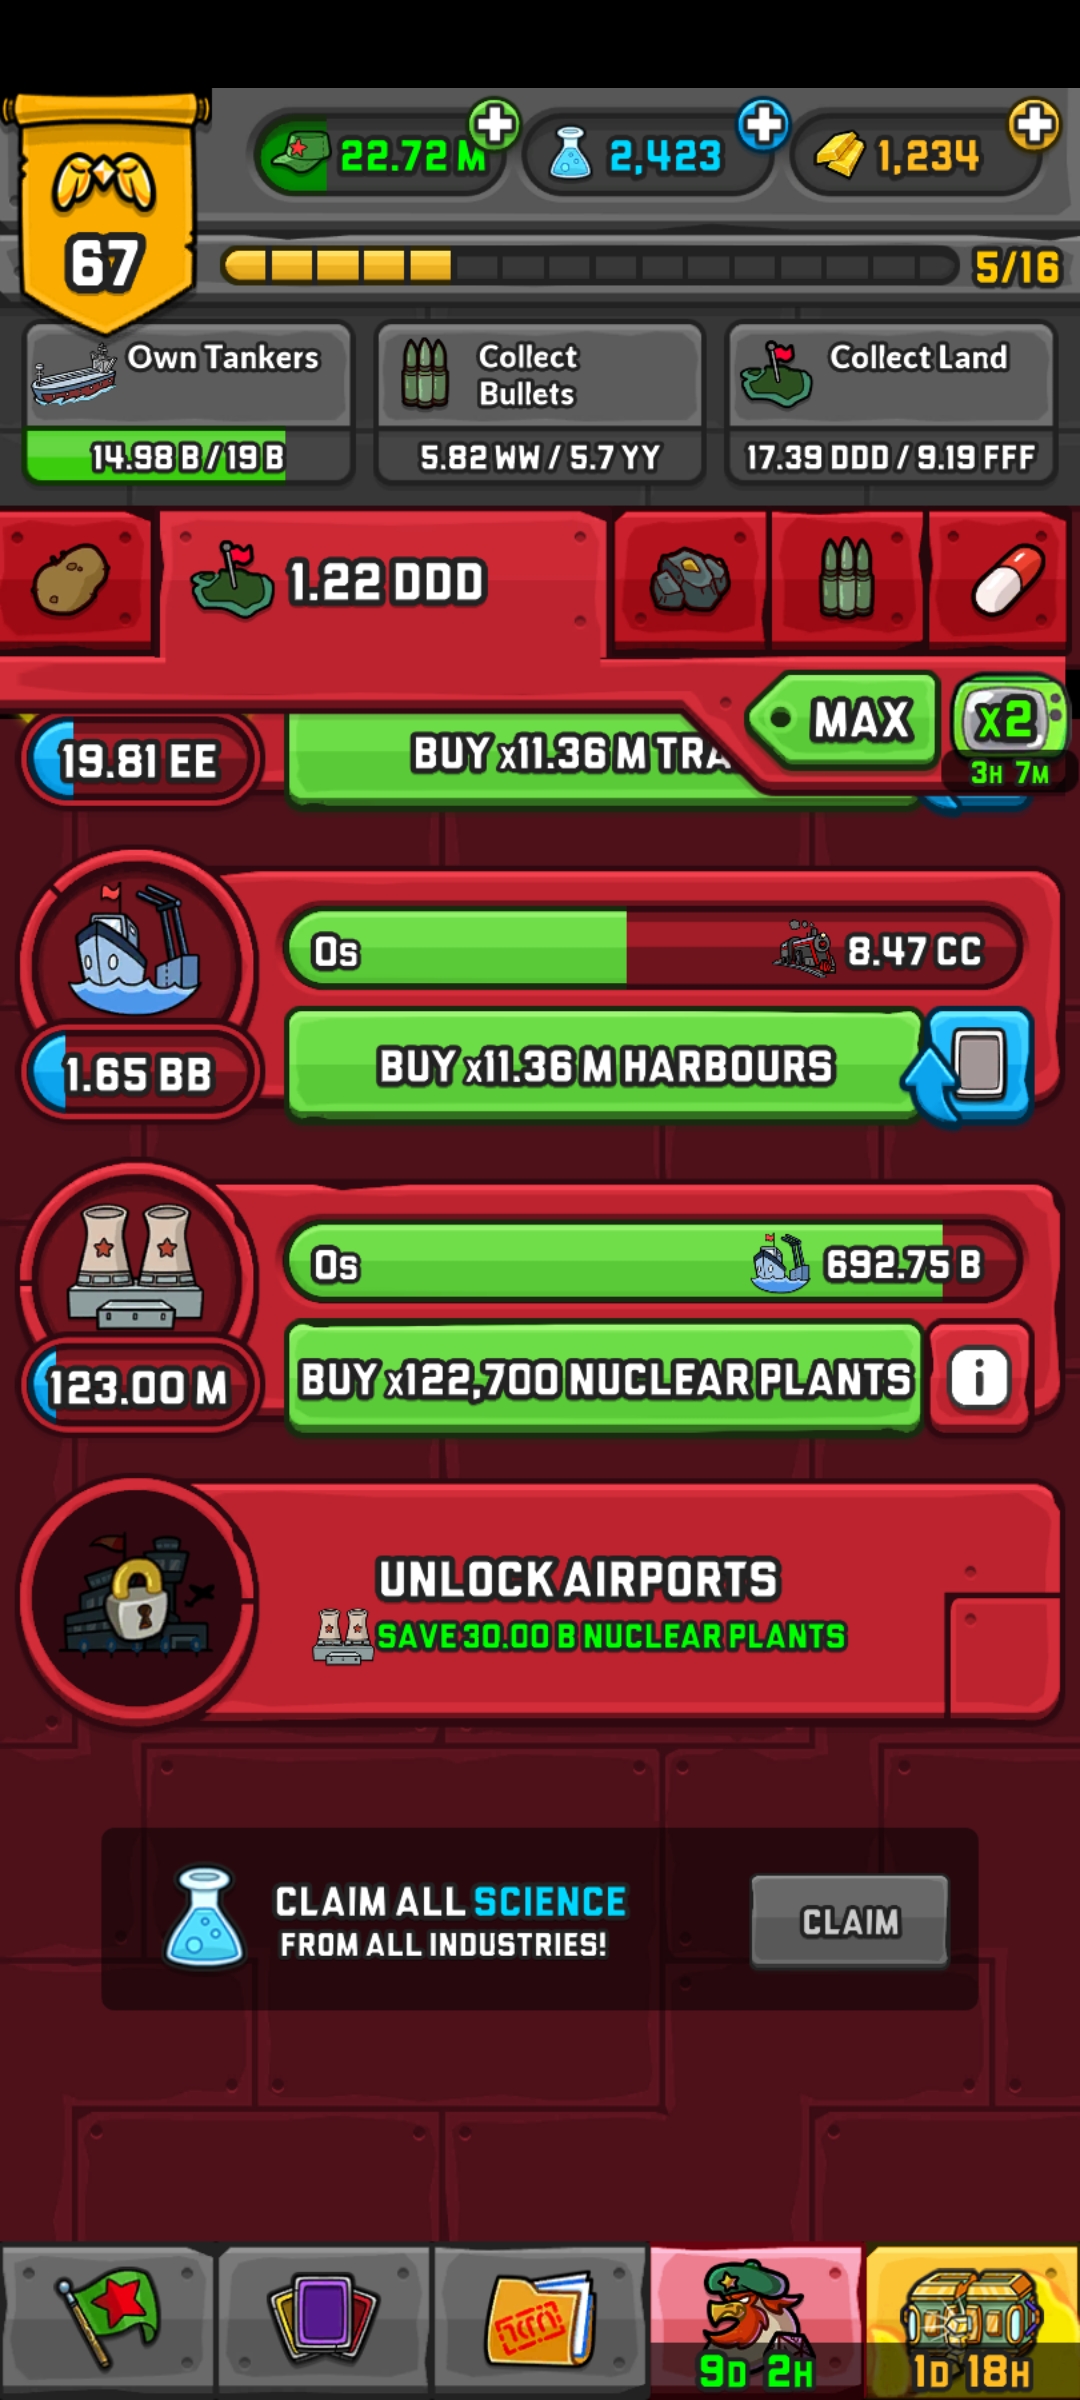 22.72 M
2,423
1,234
67
5/16
Own Tankers
14.98 B / 19 B
Collect
Bullets
5.82 WW / 5.7 YY
Collect Land
17.39 DDD / 9.19 FFF
1.22 DDD
MAX
x2
3H 7M
19.81 EE
BUY x11.36 M TRA
0s
8.47 CC
1.65 BB
BUY x11.36 M HARBOURS
0s
692.75 B
123.00 M
BUY x122,700 NUCLEAR PLANTS
i
UNLOCK AIRPORTS
SAVE 30.00 B NUCLEAR PLANTS
CLAIM ALL SCIENCE
FROM ALL INDUSTRIES!
CLAIM
9D 2H
1D 18H